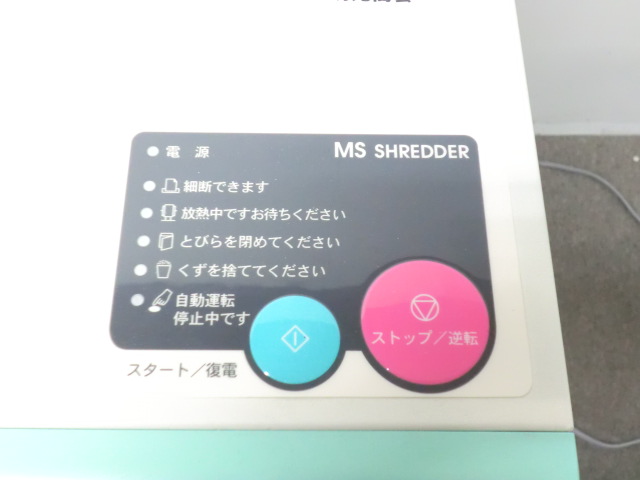 電 源
MS SHREDDER
細断できます
放熱中ですお待ちください
とびらを閉めてください
くずを捨ててください
自動運転
停止中です
ストップ／逆転
スタート／復電